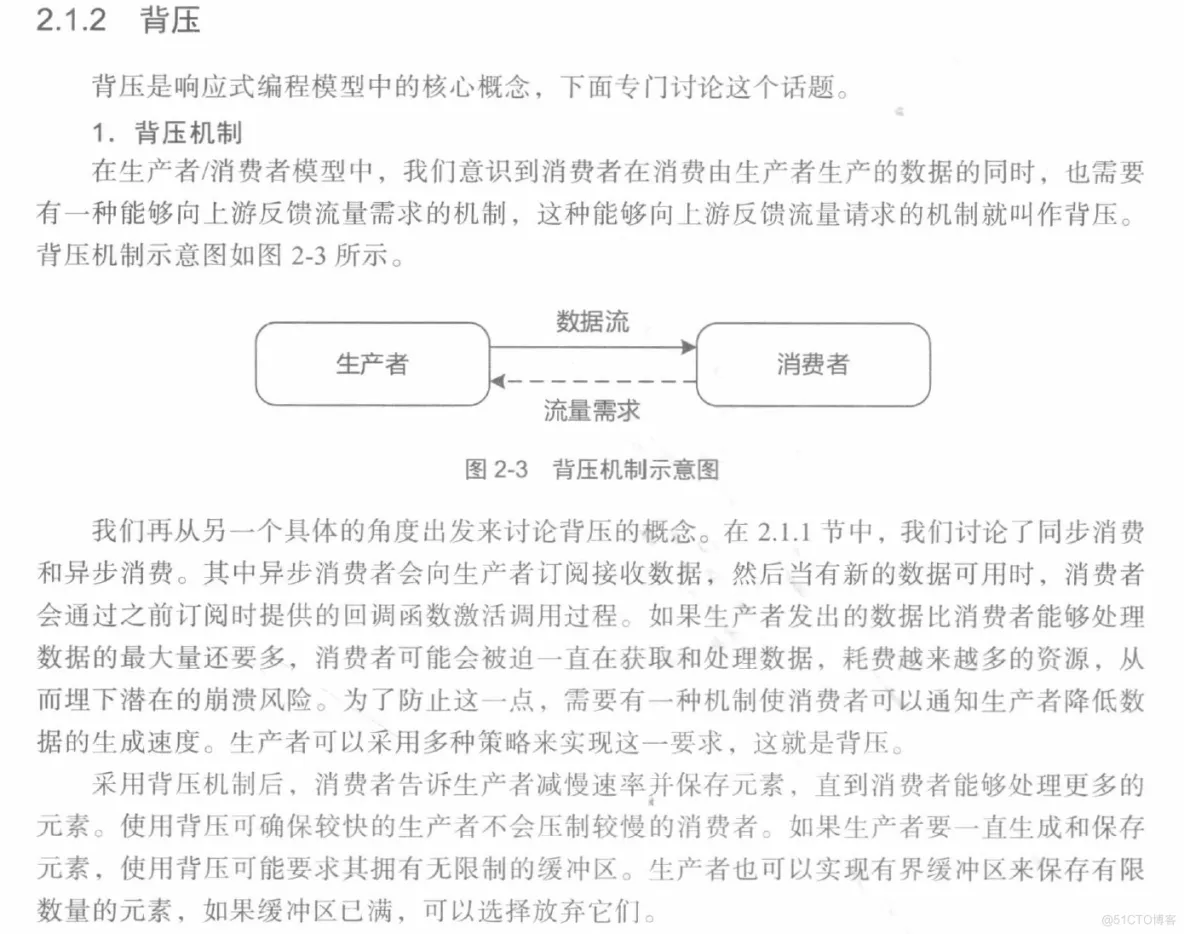 2.1.2 背压
背压是响应式编程模型中的核心概念，下面专门讨论这个话题。
1．背压机制
在生产者/消费者模型中，我们意识到消费者在消费由生产者生产的数据的同时，也需要
有一种能够向上游反馈流量需求的机制，这种能够向上游反馈流量请求的机制就叫作背压。
背压机制示意图如图 2-3 所示。
数据流
生产者
消费者
流量需求
图 2-3 背压机制示意图
我们再从另一个具体的角度出发来讨论背压的概念。在 2.1.1 节中，我们讨论了同步消费
和异步消费。其中异步消费者会向生产者订阅接收数据，然后当有新的数据可用时，消费者
会通过之前订阅时提供的回调函数激活调用过程。如果生产者发出的数据比消费者能够处理
数据的最大量还要多，消费者可能会被迫一直在获取和处理数据，耗费越来越多的资源，从
而埋下潜在的崩溃风险。为了防止这一点，需要有一种机制使消费者可以通知生产者降低数
据的生成速度。生产者可以采用多种策略来实现这一要求，这就是背压。
采用背压机制后，消费者告诉生产者减慢速率并保存元素，直到消费者能够处理更多的
元素。使用背压可确保较快的生产者不会压制较慢的消费者。如果生产者要一直生成和保存
元素，使用背压可能要求其拥有无限制的缓冲区。生产者也可以实现有界缓冲区来保存有限
数量的元素，如果缓冲区已满，可以选择放弃它们。
@51CTO博客